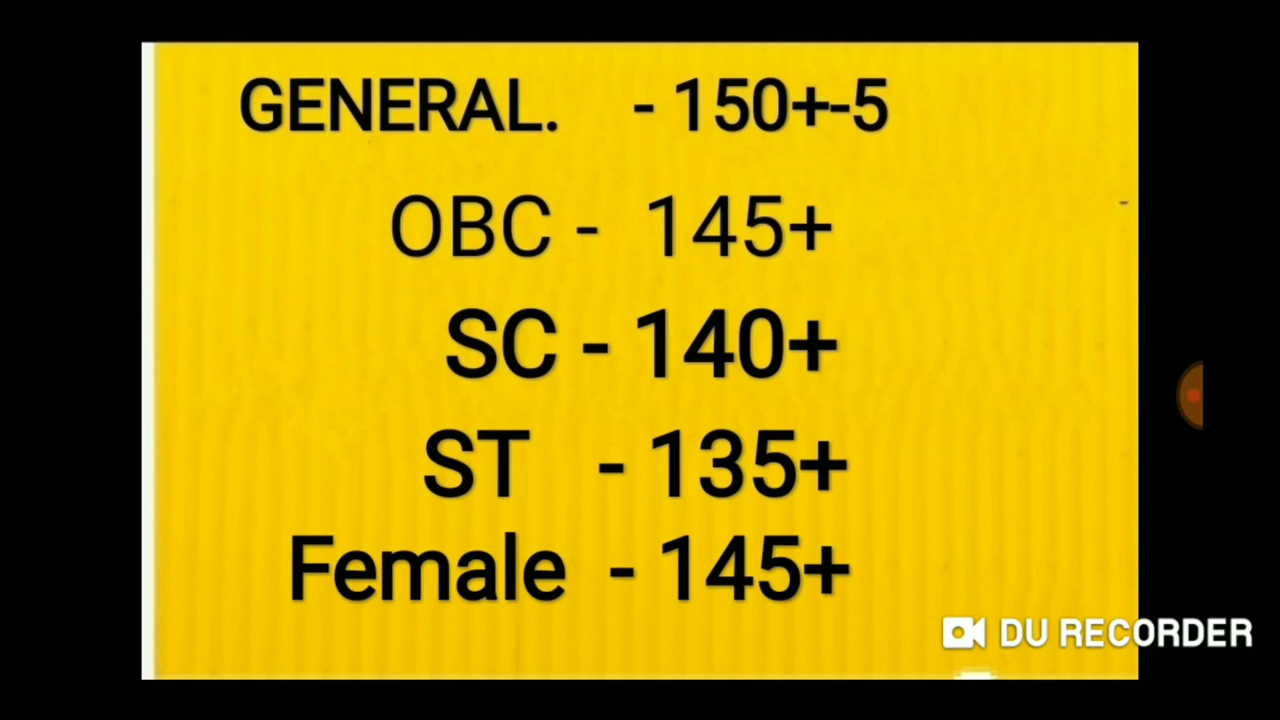 GENERAL. - 150+-5
OBC - 145+
SC - 140+
ST - 135+
Female - 145+
DU RECORDER